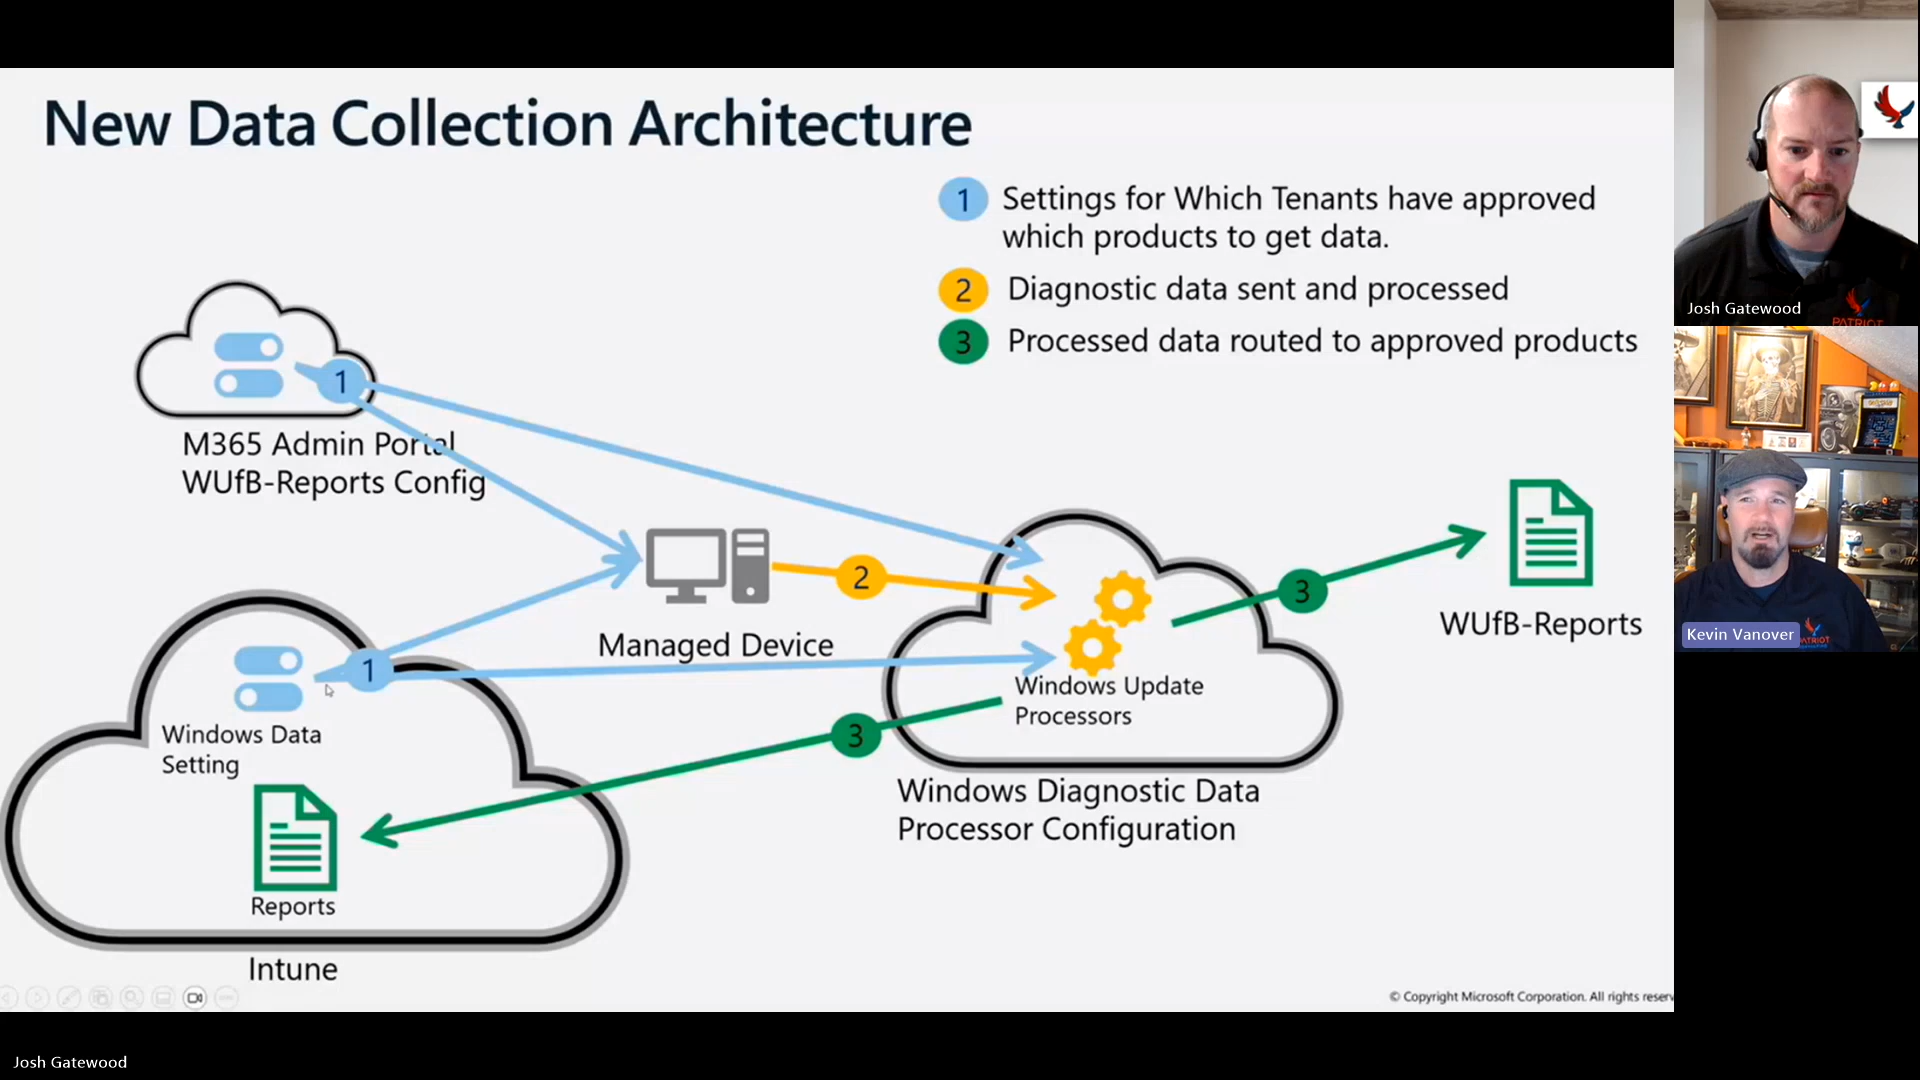 New Data Collection Architecture
1 Settings for Which Tenants have approved
which products to get data.
2 Diagnostic data sent and processed
3 Processed data routed to approved products
1
M365 Admin Portal
WUfB-Reports Config
2
Managed Device
1
Windows Data
Setting
Reports
Intune
3
Windows Update
Processors
Windows Diagnostic Data
Processor Configuration
3
WUfB-Reports
© Copyright Microsoft Corporation. All rights reserv
Josh Gatewood
PATRIOT
Kevin Vanover
Josh Gatewood